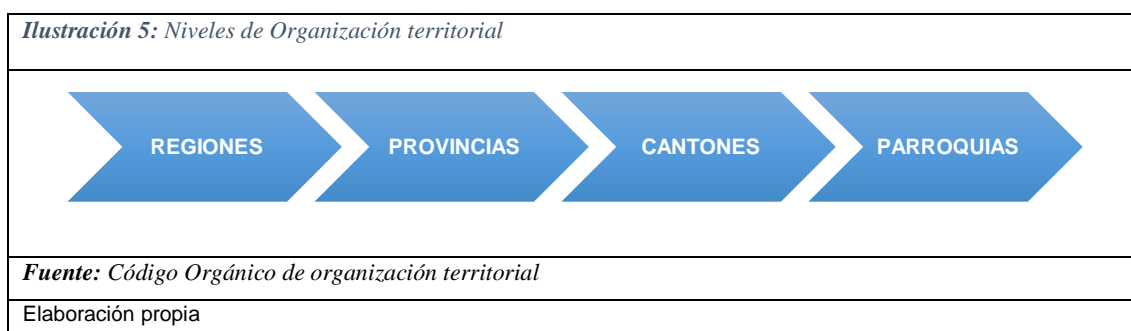 Ilustración 5: Niveles de Organización territorial
REGIONES PROVINCIAS CANTONES PARROQUIAS
Fuente: Código Orgánico de organización territorial
Elaboración propia